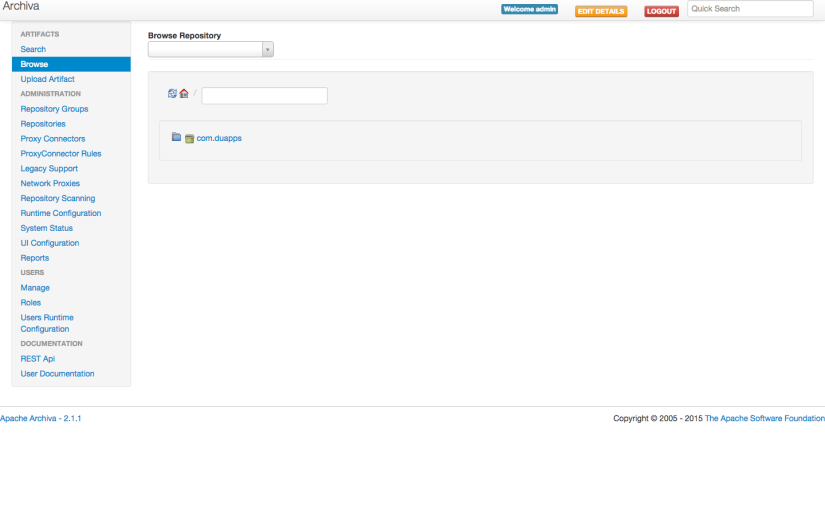 Archiva
Welcome admin
EDIT DETAILS
LOGOUT
Quick Search
ARTIFACTS
Search
Browse
Upload Artifact
ADMINISTRATION
Repository Groups
Repositories
Proxy Connectors
ProxyConnector Rules
Legacy Support
Network Proxies
Repository Scanning
Runtime Configuration
System Status
UI Configuration
Reports
USERS
Manage
Roles
Users Runtime
Configuration
DOCUMENTATION
REST Api
User Documentation
Browse Repository
/
com.duapps
Apache Archiva - 2.1.1
Copyright © 2005 - 2015 The Apache Software Foundation